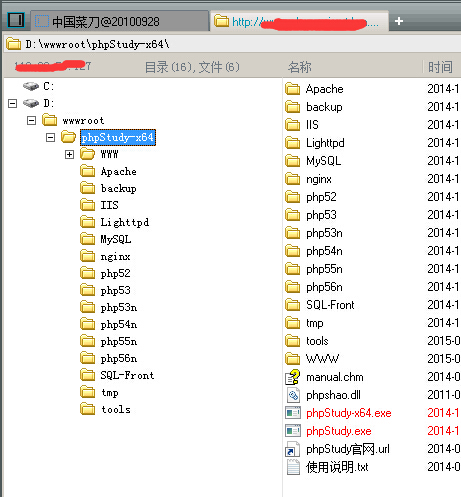 中国菜刀@20100928
http://
D:\wwwroot\phpStudy-x64\
目录(16),文件(6)
名称 时间
C:
D:
wwwroot
phpStudy-x64
WWW
Apache
backup
IIS
Lighttpd
MySQL
nginx
php52
php53
php53n
php54n
php55n
php56n
SQL-Front
tmp
tools
Apache 2014-1
backup 2014-1
IIS 2014-1
Lighttpd 2014-1
MySQL 2014-1
nginx 2014-1
php52 2014-1
php53 2014-1
php53n 2014-1
php54n 2014-1
php55n 2014-1
php56n 2014-1
SQL-Front 2014-1
tmp 2014-1
tools 2015-0
WWW 2015-0
manual.chm 2014-0
phpshao.dll 2011-0
phpStudy-x64.exe 2014-1
phpStudy.exe 2014-1
phpStudy官网.url 2014-0
使用说明.txt 2014-1